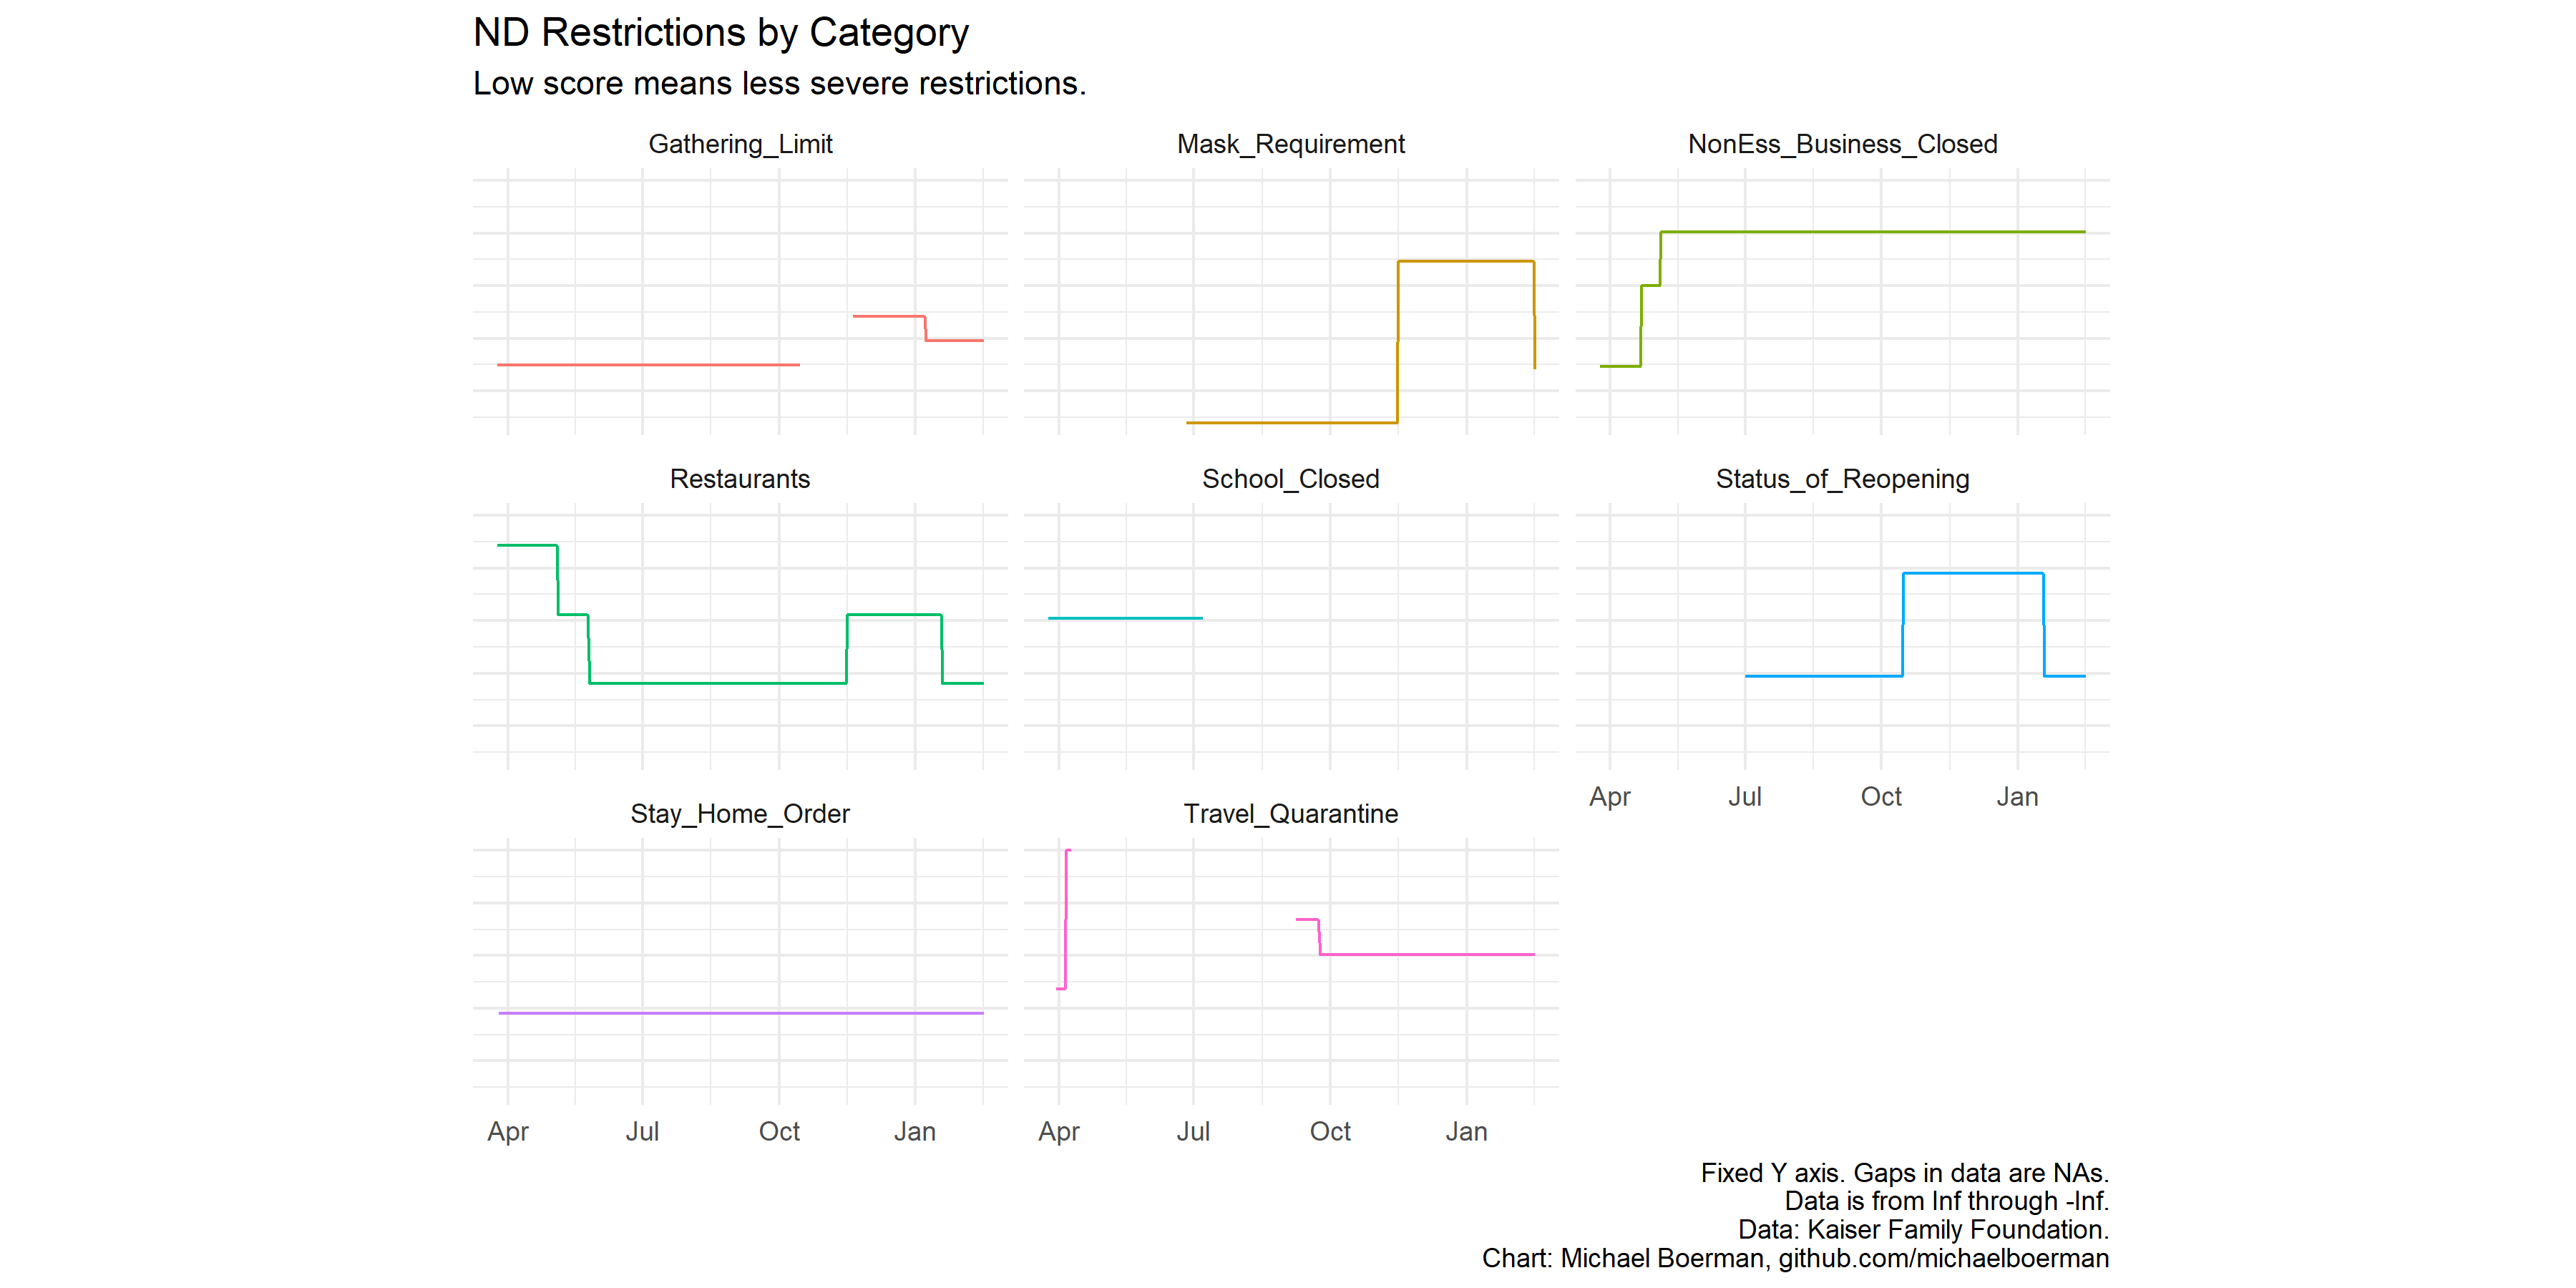 ND Restrictions by Category
Low score means less severe restrictions.
Gathering_Limit
Mask_Requirement
NonEss_Business_Closed
Restaurants
School_Closed
Status_of_Reopening
Apr Jul Oct Jan
Stay_Home_Order
Travel_Quarantine
Apr Jul Oct Jan
Apr Jul Oct Jan
Fixed Y axis. Gaps in data are NAs.
Data is from Inf through -Inf.
Data: Kaiser Family Foundation.
Chart: Michael Boerman, github.com/michaelboerman